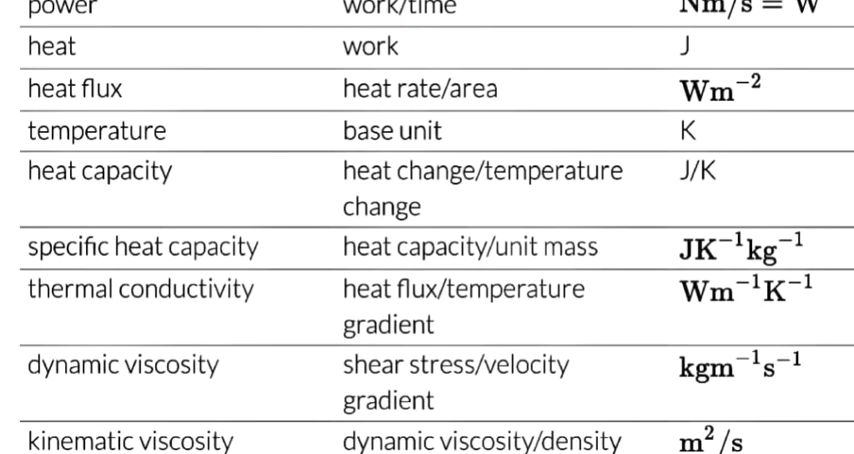 power work/time Nm/s = W
heat work J
heat flux heat rate/area Wm⁻²
temperature base unit K
heat capacity heat change/temperature J/K
change
specific heat capacity heat capacity/unit mass JK⁻¹kg⁻¹
thermal conductivity heat flux/temperature Wm⁻¹K⁻¹
gradient
dynamic viscosity shear stress/velocity kgm⁻¹s⁻¹
gradient
kinematic viscosity dynamic viscosity/density m²/s